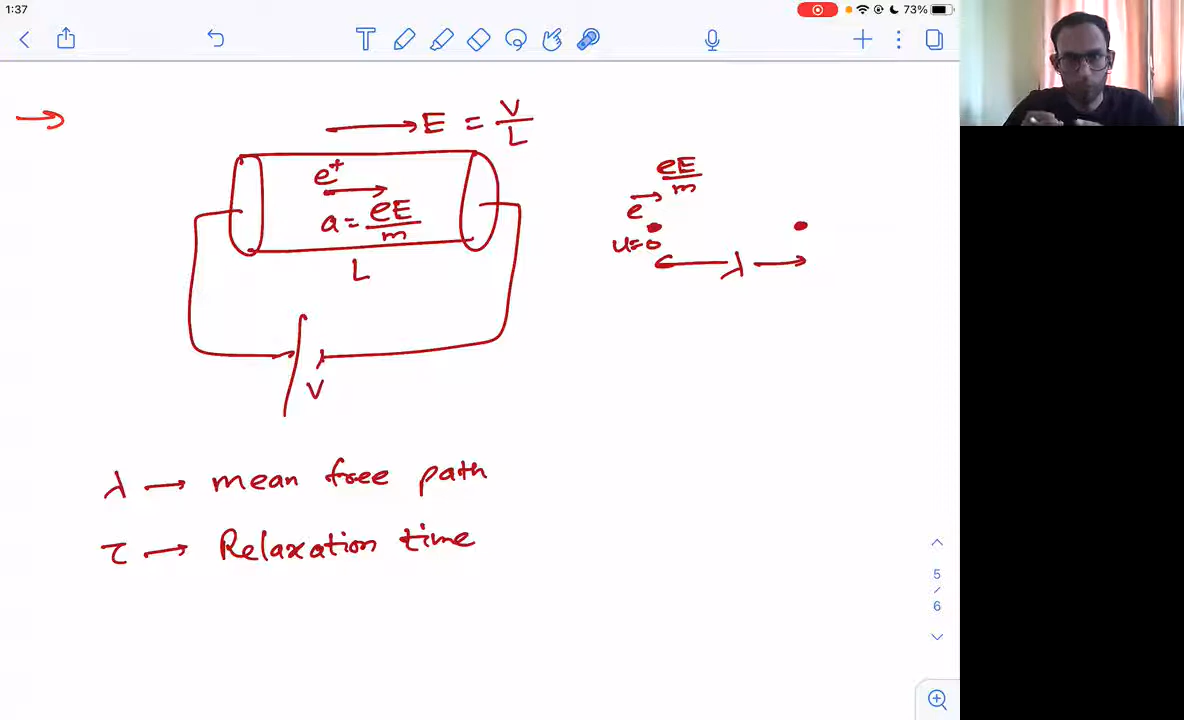 1:37
73%
T
E = V/L
e⁺
a = eE/m
L
V
eE/m
e
u=0
λ
λ → mean free path
τ → Relaxation time
5
/
6